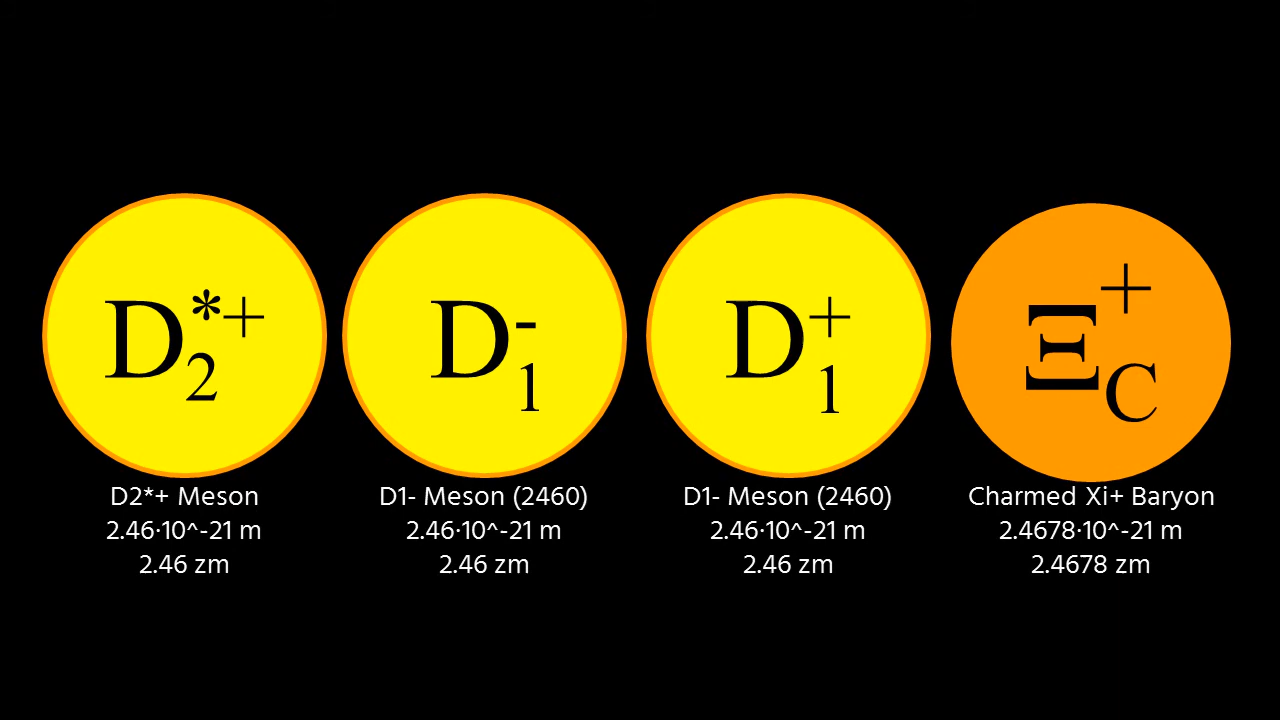 D2*+
D1-
D1+
ΞC+
D2*+ Meson
2.46·10^-21 m
2.46 zm
D1- Meson (2460)
2.46·10^-21 m
2.46 zm
D1- Meson (2460)
2.46·10^-21 m
2.46 zm
Charmed Xi+ Baryon
2.4678·10^-21 m
2.4678 zm